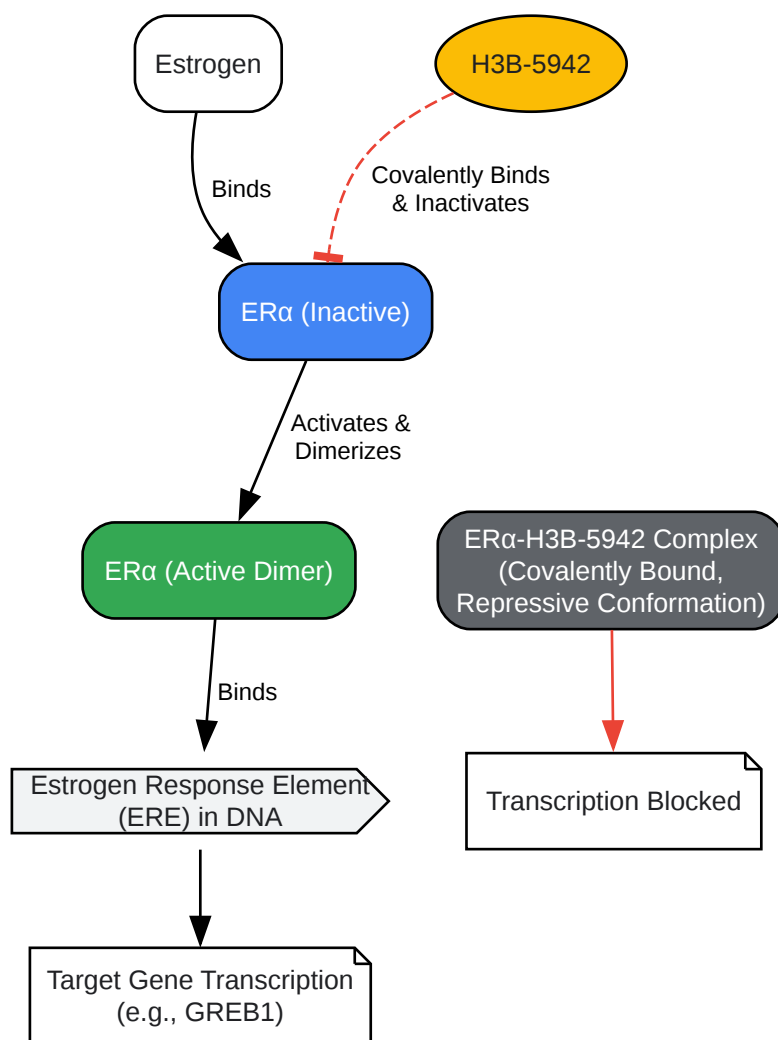 Estrogen
H3B-5942
Binds
Covalently Binds
& Inactivates
ERα (Inactive)
Activates &
Dimerizes
ERα (Active Dimer)
ERα-H3B-5942 Complex
(Covalently Bound,
Repressive Conformation)
Binds
Estrogen Response Element
(ERE) in DNA
Transcription Blocked
Target Gene Transcription
(e.g., GREB1)